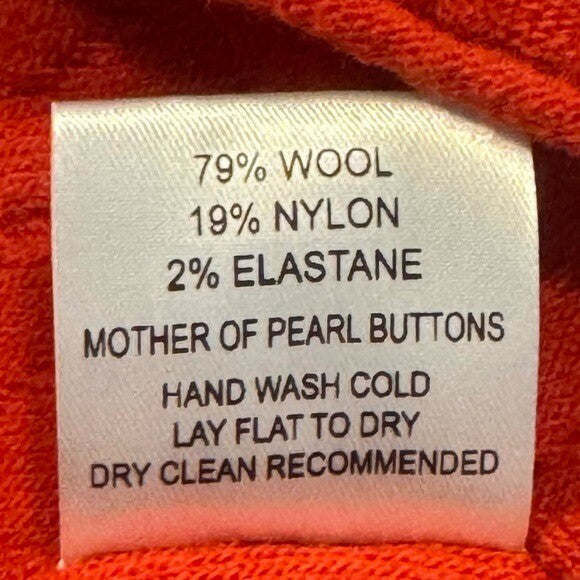 79% WOOL
19% NYLON
2% ELASTANE
MOTHER OF PEARL BUTTONS
HAND WASH COLD
LAY FLAT TO DRY
DRY CLEAN RECOMMENDED